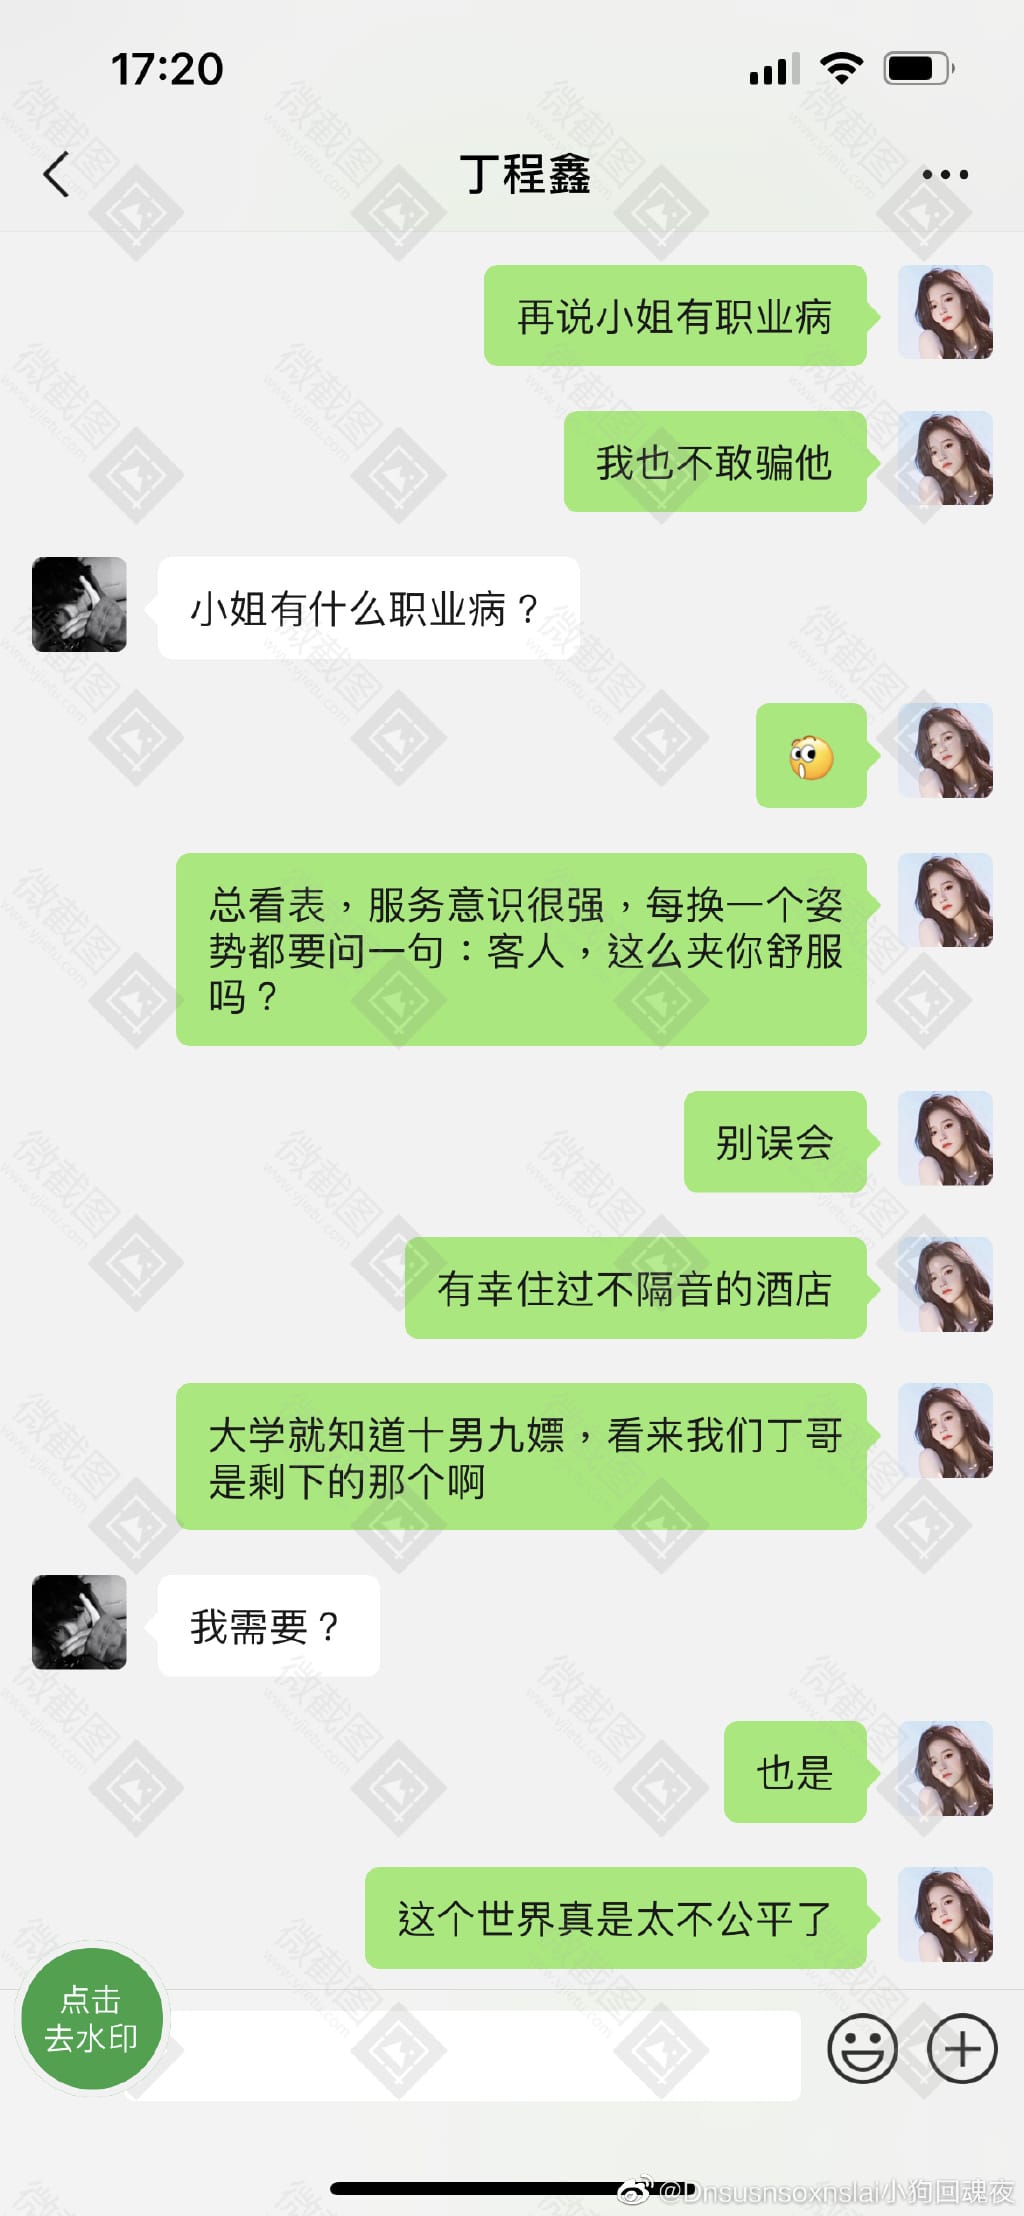 17:20
丁程鑫
再说小姐有职业病
我也不敢骗他
小姐有什么职业病？
总看表，服务意识很强，每换一个姿
势都要问一句：客人，这么夹你舒服
吗？
别误会
有幸住过不隔音的酒店
大学就知道十男九嫖，看来我们丁哥
是剩下的那个啊
我需要？
也是
这个世界真是太不公平了
点击
去水印
@Dnsusnsoxnslai小狗回魂夜
微截图